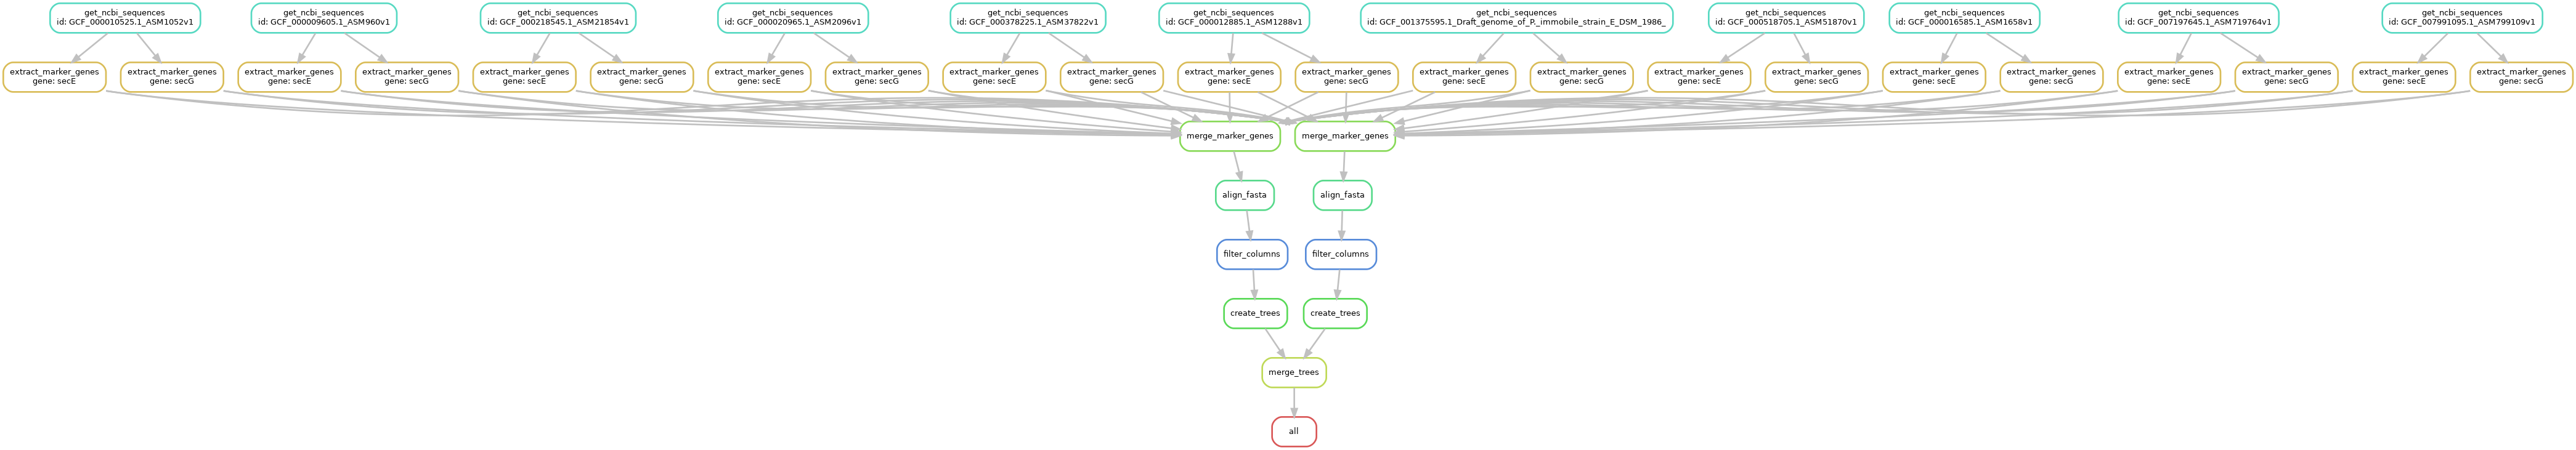 get_ncbi_sequences
id: GCF_000010525.1_ASM1052v1
get_ncbi_sequences
id: GCF_000009605.1_ASM960v1
get_ncbi_sequences
id: GCF_000218545.1_ASM21854v1
get_ncbi_sequences
id: GCF_000020965.1_ASM2096v1
get_ncbi_sequences
id: GCF_000378225.1_ASM37822v1
get_ncbi_sequences
id: GCF_000012885.1_ASM1288v1
get_ncbi_sequences
id: GCF_001375595.1_Draft_genome_of_P._immobile_strain_E_DSM_1986_
get_ncbi_sequences
id: GCF_000518705.1_ASM51870v1
get_ncbi_sequences
id: GCF_000016585.1_ASM1658v1
get_ncbi_sequences
id: GCF_007197645.1_ASM719764v1
get_ncbi_sequences
id: GCF_007991095.1_ASM799109v1
extract_marker_genes
gene: secE
extract_marker_genes
gene: secG
extract_marker_genes
gene: secE
extract_marker_genes
gene: secG
extract_marker_genes
gene: secE
extract_marker_genes
gene: secG
extract_marker_genes
gene: secE
extract_marker_genes
gene: secG
extract_marker_genes
gene: secE
extract_marker_genes
gene: secG
extract_marker_genes
gene: secE
extract_marker_genes
gene: secG
extract_marker_genes
gene: secE
extract_marker_genes
gene: secG
extract_marker_genes
gene: secE
extract_marker_genes
gene: secG
extract_marker_genes
gene: secE
extract_marker_genes
gene: secG
extract_marker_genes
gene: secE
extract_marker_genes
gene: secG
extract_marker_genes
gene: secE
extract_marker_genes
gene: secG
merge_marker_genes
merge_marker_genes
align_fasta
align_fasta
filter_columns
filter_columns
create_trees
create_trees
merge_trees
all